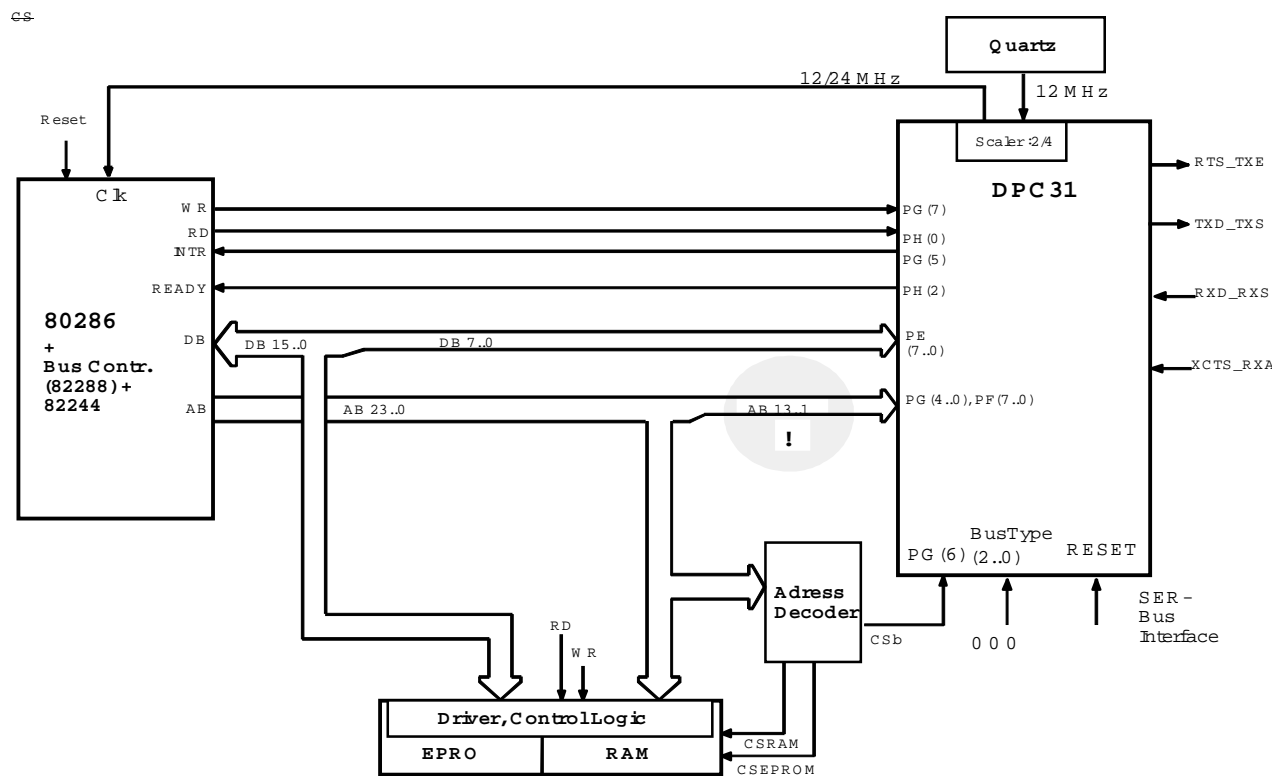 CS
Quartz
12/24 MHz
12 MHz
Reset
Scaler:2/4
RTS_TXE
Clk
DPC31
WR
PG(7)
TXD_TXS
RD
PH(0)
INTR
PG(5)
READY
PH(2)
RXD_RXS
80286
+
Bus Contr.
(82288)+
82244
DB
DB 15..0
DB 7..0
PE
(7..0)
XCTS_RXA
AB
AB 23..0
AB 13..1
PG(4..0),PF(7..0)
!
BusType
PG(6)
(2..0)
RESET
Adress
Decoder
CSb
000
SER-
Bus
Interface
RD
WR
Driver,Control Logic
EPRO
RAM
CSRAM
CSEPROM